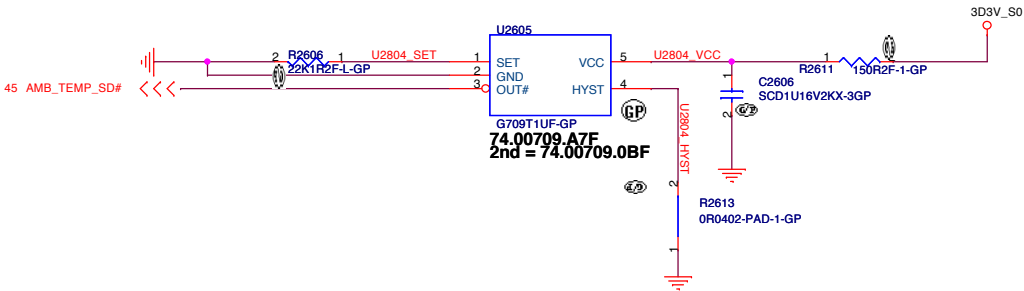 3D3V_S0
U2605
2 R2606 1 U2804_SET 1 SET VCC 5 U2804_VCC 1 R2611 150R2F-1-GP
22K1R2F-L-GP 2 GND
45 AMB_TEMP_SD# 3 OUT# HYST 4
1 C2606
SCD1U16V2KX-3GP
2
G709T1UF-GP GP U2804_HYST
74.00709.A7F
2nd = 74.00709.0BF
2
R2613
0R0402-PAD-1-GP
1